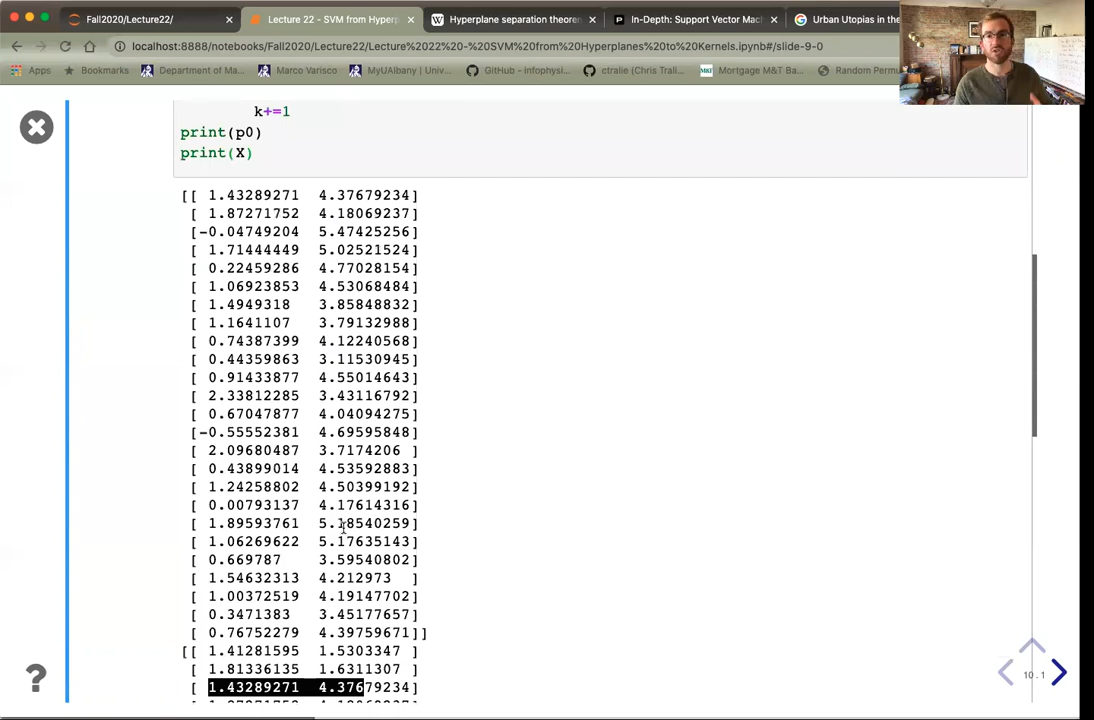 Fall2020/Lecture22/
Lecture 22 - SVM from Hyperp
Hyperplane separation theorem
In-Depth: Support Vector Mac
Urban Utopias in the
localhost:8888/notebooks/Fall2020/Lecture22/Lecture%2022%20-%20SVM%20from%20Hyperplanes%20to%20Kernels.ipynb#/slide-9-0
Apps
Bookmarks
Department of Ma...
Marco Varisco
MyUAlbany | Univ...
GitHub - Infophysi...
ctralie (Chris Trali...
Mortgage M&T Ba...
Random Permu
k+=1
print(p0)
print(X)
[[ 1.43289271 4.37679234]
[ 1.87271752 4.18069237]
[-0.04749204 5.47425256]
[ 1.71444449 5.02521524]
[ 0.22459286 4.77028154]
[ 1.06923853 4.53068484]
[ 1.4949318 3.85848832]
[ 1.1641107 3.79132988]
[ 0.74387399 4.12240568]
[ 0.44359863 3.11530945]
[ 0.91433877 4.55014643]
[ 2.33812285 3.43116792]
[ 0.67047877 4.04094275]
[-0.55552381 4.69595848]
[ 2.09680487 3.7174206 ]
[ 0.43899014 4.53592883]
[ 1.24258802 4.50399192]
[ 0.00793137 4.17614316]
[ 1.89593761 5.18540259]
[ 1.06269622 5.17635143]
[ 0.669787 3.59540802]
[ 1.54632313 4.212973 ]
[ 1.00372519 4.19147702]
[ 0.3471383 3.45177657]
[ 0.76752279 4.39759671]]
[[ 1.41281595 1.5303347 ]
[ 1.81336135 1.6311307 ]
[ 1.43289271 4.37679234]
10.1